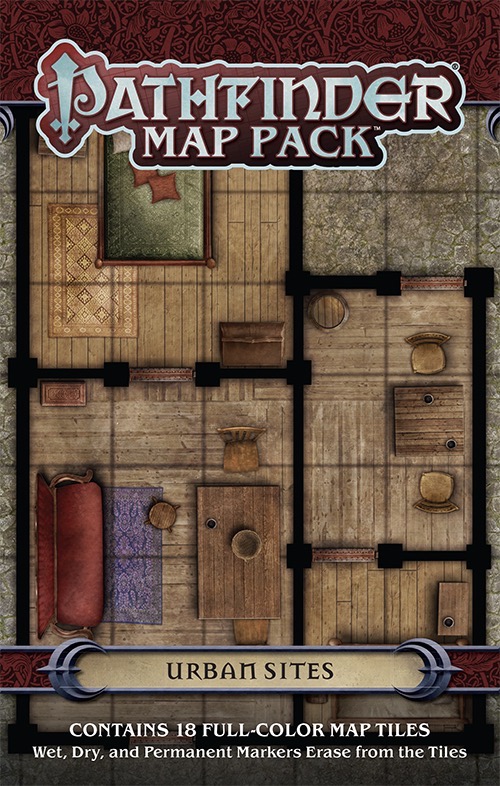 PATHFINDER®
MAP PACK™
URBAN SITES
CONTAINS 18 FULL-COLOR MAP TILES
Wet, Dry, and Permanent Markers Erase from the Tiles